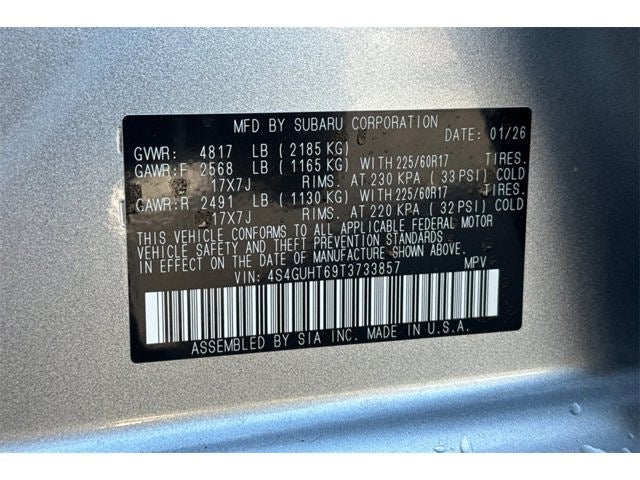 MFD BY SUBARU CORPORATION
DATE: 01/26
GVWR: 4817 LB ( 2185 KG)
GAWR:F 2568 LB ( 1165 KG) WITH 225/60R17 TIRES.
17X7J RIMS. AT 230 KPA ( 33 PSI) COLD
GAWR:R 2491 LB ( 1130 KG) WITH 225/60R17 TIRES.
17X7J RIMS. AT 220 KPA ( 32 PSI) COLD
THIS VEHICLE CONFORMS TO ALL APPLICABLE FEDERAL MOTOR
VEHICLE SAFETY AND THEFT PREVENTION STANDARDS IN
EFFECT ON THE DATE OF MANUFACTURE SHOWN ABOVE.
VIN: 4S4GUHT69T3733857 MPV
ASSEMBLED BY SIA INC. MADE IN U.S.A.